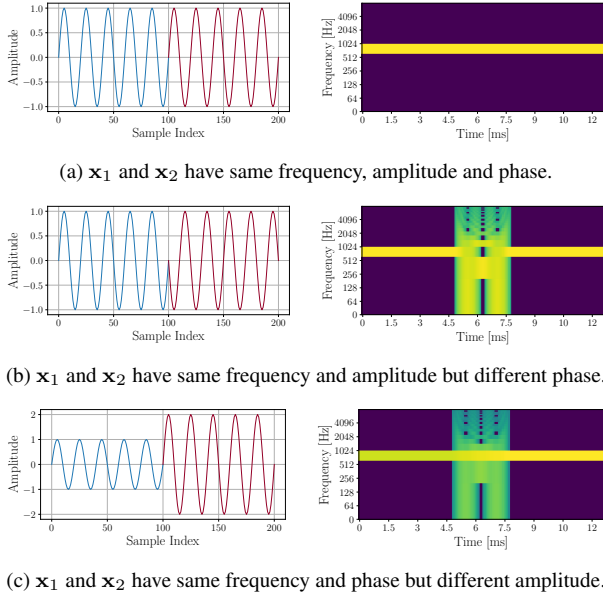 Amplitude
1.0
0.5
0.0
−0.5
−1.0
0 50 100 150 200
Sample Index
Frequency [Hz]
4096
2048
1024
512
256
128
64
0
0 1.5 3 4.5 6 7.5 9 10.5 12
Time [ms]
(a) x₁ and x₂ have same frequency, amplitude and phase.
Amplitude
1.0
0.5
0.0
−0.5
−1.0
0 50 100 150 200
Sample Index
Frequency [Hz]
4096
2048
1024
512
256
128
64
0
0 1.5 3 4.5 6 7.5 9 10.5 12
Time [ms]
(b) x₁ and x₂ have same frequency and amplitude but different phase.
Amplitude
2
1
0
−1
−2
0 50 100 150 200
Sample Index
Frequency [Hz]
4096
2048
1024
512
256
128
64
0
0 1.5 3 4.5 6 7.5 9 10.5 12
Time [ms]
(c) x₁ and x₂ have same frequency and phase but different amplitude.